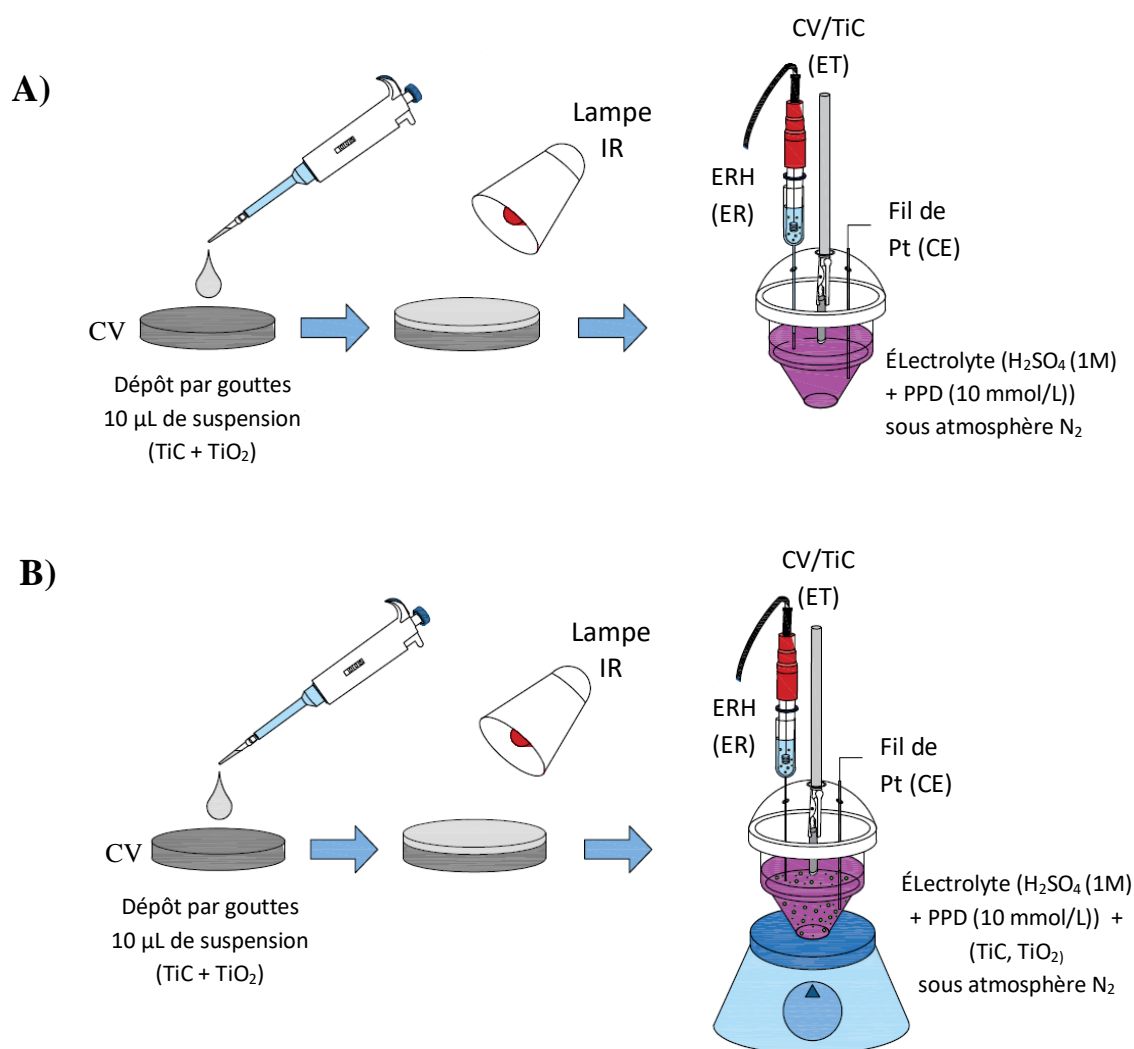 A)
CV/TiC
(ET)
Lampe
IR
ERH
(ER)
Fil de
Pt (CE)
CV
Dépôt par gouttes
10 µL de suspension
(TiC + TiO₂)
ÉLectrolyte (H₂SO₄ (1M)
+ PPD (10 mmol/L))
sous atmosphère N₂
B)
CV/TiC
(ET)
Lampe
IR
ERH
(ER)
Fil de
Pt (CE)
CV
Dépôt par gouttes
10 µL de suspension
(TiC + TiO₂)
ÉLectrolyte (H₂SO₄ (1M)
+ PPD (10 mmol/L)) +
(TiC, TiO₂₎
sous atmosphère N₂